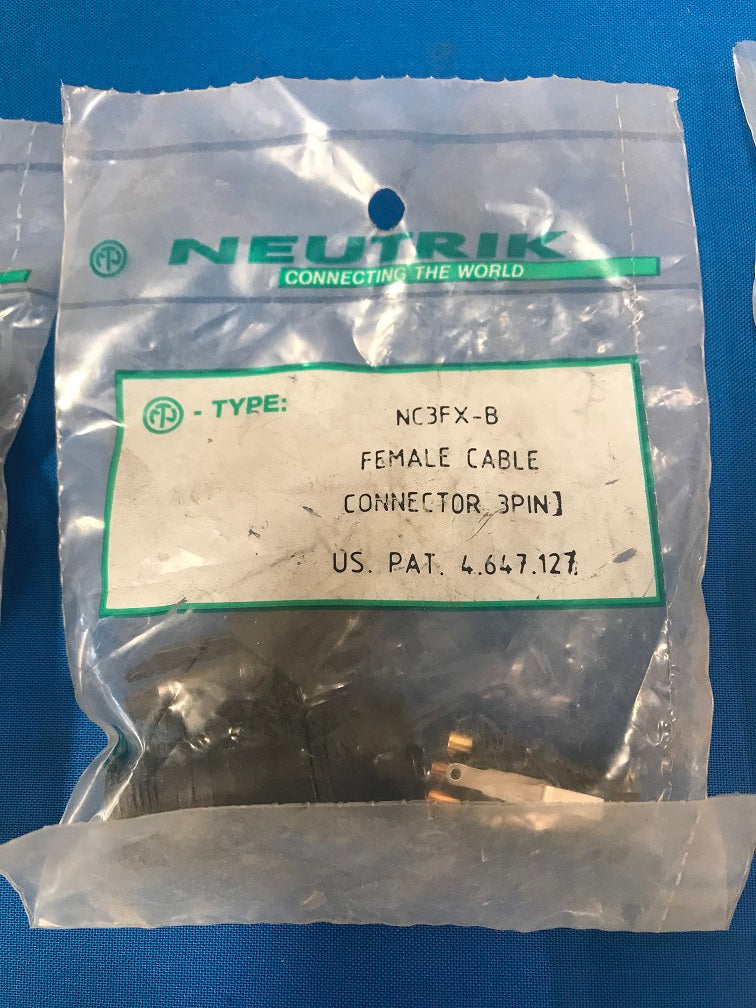 NEUTRIK
CONNECTING THE WORLD
- TYPE:
NC3FX-B
FEMALE CABLE
CONNECTOR 3PIN]
US. PAT. 4.647.127